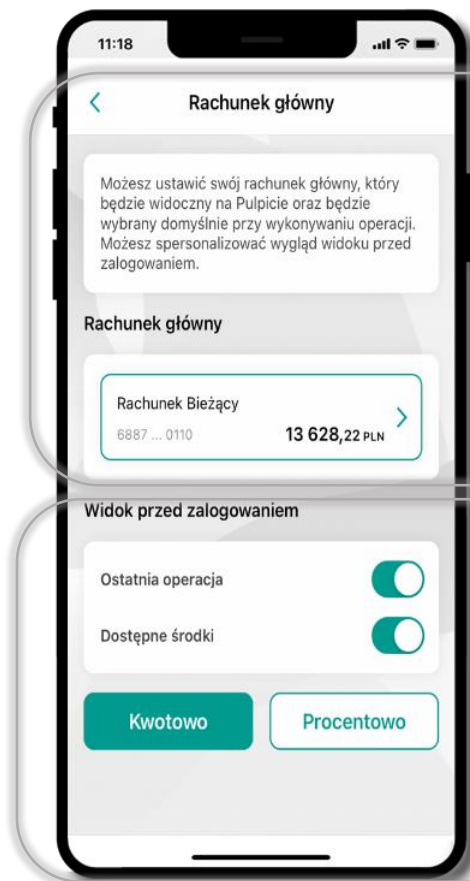 11:18
Rachunek główny
Możesz ustawić swój rachunek główny, który
będzie widoczny na Pulpicie oraz będzie
wybrany domyślnie przy wykonywaniu operacji.
Możesz spersonalizować wygląd widoku przed
zalogowaniem.
Rachunek główny
Rachunek Bieżący
6887 ... 0110 13 628,22 PLN
Widok przed zalogowaniem
Ostatnia operacja
Dostępne środki
Kwotowo Procentowo